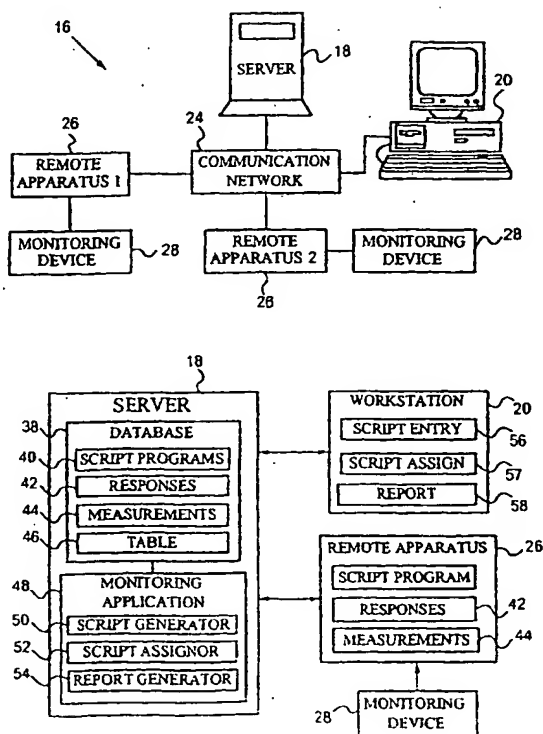 16
SERVER
18
20
26
24
REMOTE
APPARATUS 1
COMMUNICATION
NETWORK
MONITORING
DEVICE
28
REMOTE
APPARATUS 2
26
MONITORING
DEVICE
28
18
SERVER
38
DATABASE
40
SCRIPT PROGRAMS
42
RESPONSES
44
MEASUREMENTS
46
TABLE
48
MONITORING
APPLICATION
50
SCRIPT GENERATOR
52
SCRIPT ASSIGNOR
54
REPORT GENERATOR
WORKSTATION
20
SCRIPT ENTRY
56
SCRIPT ASSIGN
57
REPORT
58
REMOTE APPARATUS
26
SCRIPT PROGRAM
RESPONSES
42
MEASUREMENTS
44
28
MONITORING
DEVICE